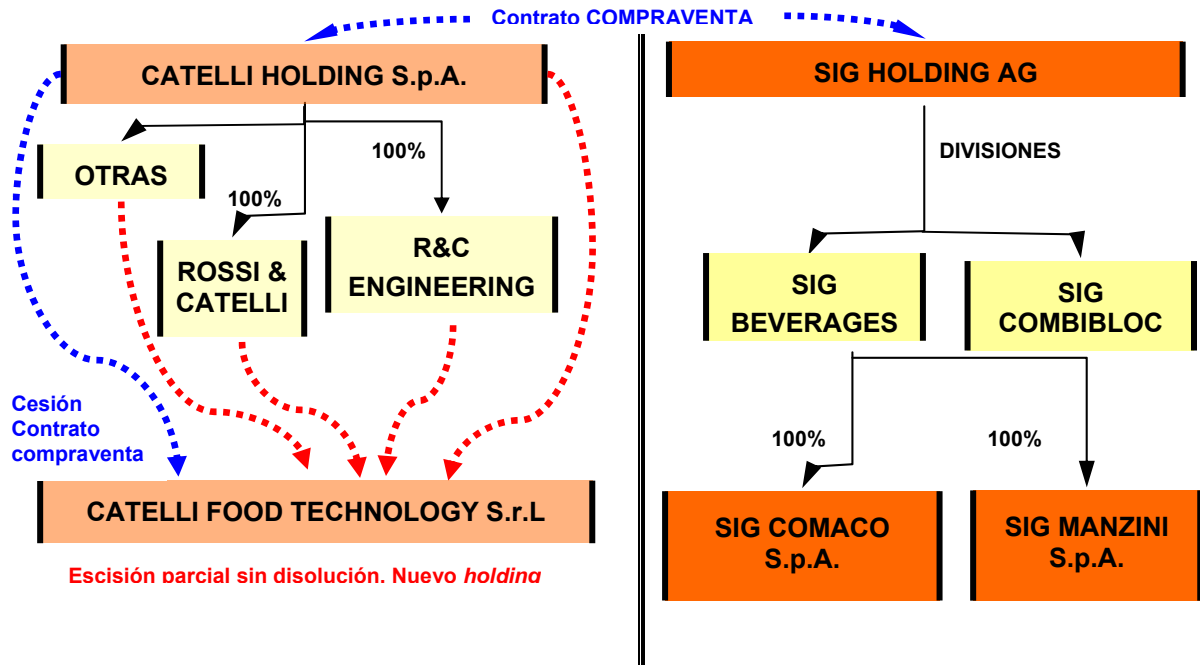 Contrato COMPRAVENTA
CATELLI HOLDING S.p.A.
OTRAS
100%
100%
ROSSI &
CATELLI
R&C
ENGINEERING
Cesión
Contrato
compraventa
CATELLI FOOD TECHNOLOGY S.r.L
Escisión parcial sin disolución. Nuevo holding
SIG HOLDING AG
DIVISIONES
SIG
BEVERAGES
SIG
COMBIBLOC
100%
100%
SIG COMACO
S.p.A.
SIG MANZINI
S.p.A.